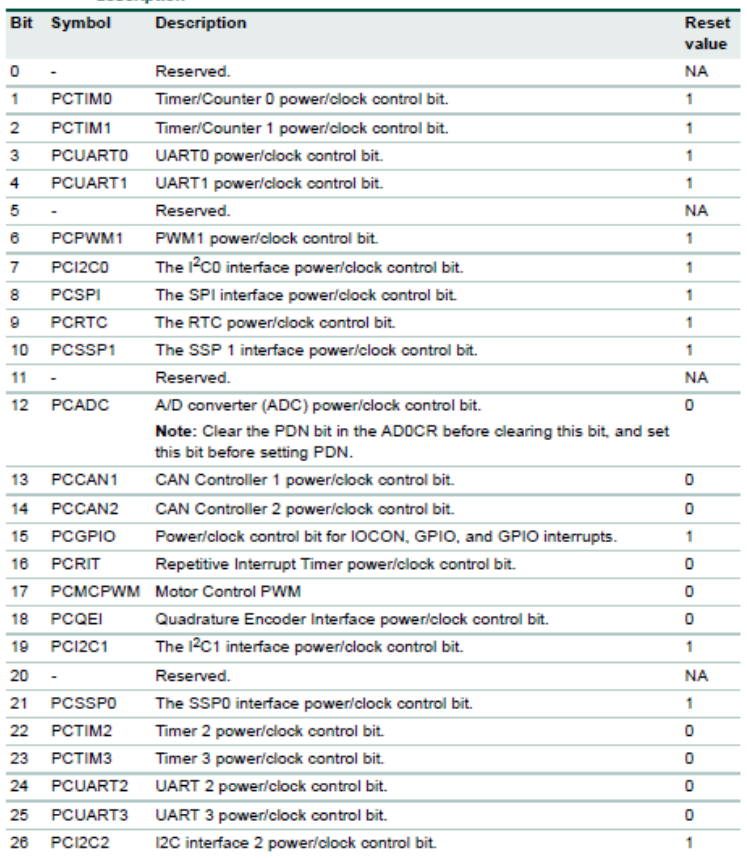 Description
Bit Symbol Description Reset value
0 - Reserved. NA
1 PCTIM0 Timer/Counter 0 power/clock control bit. 1
2 PCTIM1 Timer/Counter 1 power/clock control bit. 1
3 PCUART0 UART0 power/clock control bit. 1
4 PCUART1 UART1 power/clock control bit. 1
5 - Reserved. NA
6 PCPWM1 PWM1 power/clock control bit. 1
7 PCI2C0 The I²C0 interface power/clock control bit. 1
8 PCSPI The SPI interface power/clock control bit. 1
9 PCRTC The RTC power/clock control bit. 1
10 PCSSP1 The SSP 1 interface power/clock control bit. 1
11 - Reserved. NA
12 PCADC A/D converter (ADC) power/clock control bit. 0
Note: Clear the PDN bit in the AD0CR before clearing this bit, and set
this bit before setting PDN.
13 PCCAN1 CAN Controller 1 power/clock control bit. 0
14 PCCAN2 CAN Controller 2 power/clock control bit. 0
15 PCGPIO Power/clock control bit for IOCON, GPIO, and GPIO interrupts. 1
16 PCRIT Repetitive Interrupt Timer power/clock control bit. 0
17 PCMCPWM Motor Control PWM 0
18 PCQEI Quadrature Encoder Interface power/clock control bit. 0
19 PCI2C1 The I²C1 interface power/clock control bit. 1
20 - Reserved. NA
21 PCSSP0 The SSP0 interface power/clock control bit. 1
22 PCTIM2 Timer 2 power/clock control bit. 0
23 PCTIM3 Timer 3 power/clock control bit. 0
24 PCUART2 UART 2 power/clock control bit. 0
25 PCUART3 UART 3 power/clock control bit. 0
26 PCI2C2 I2C interface 2 power/clock control bit. 1